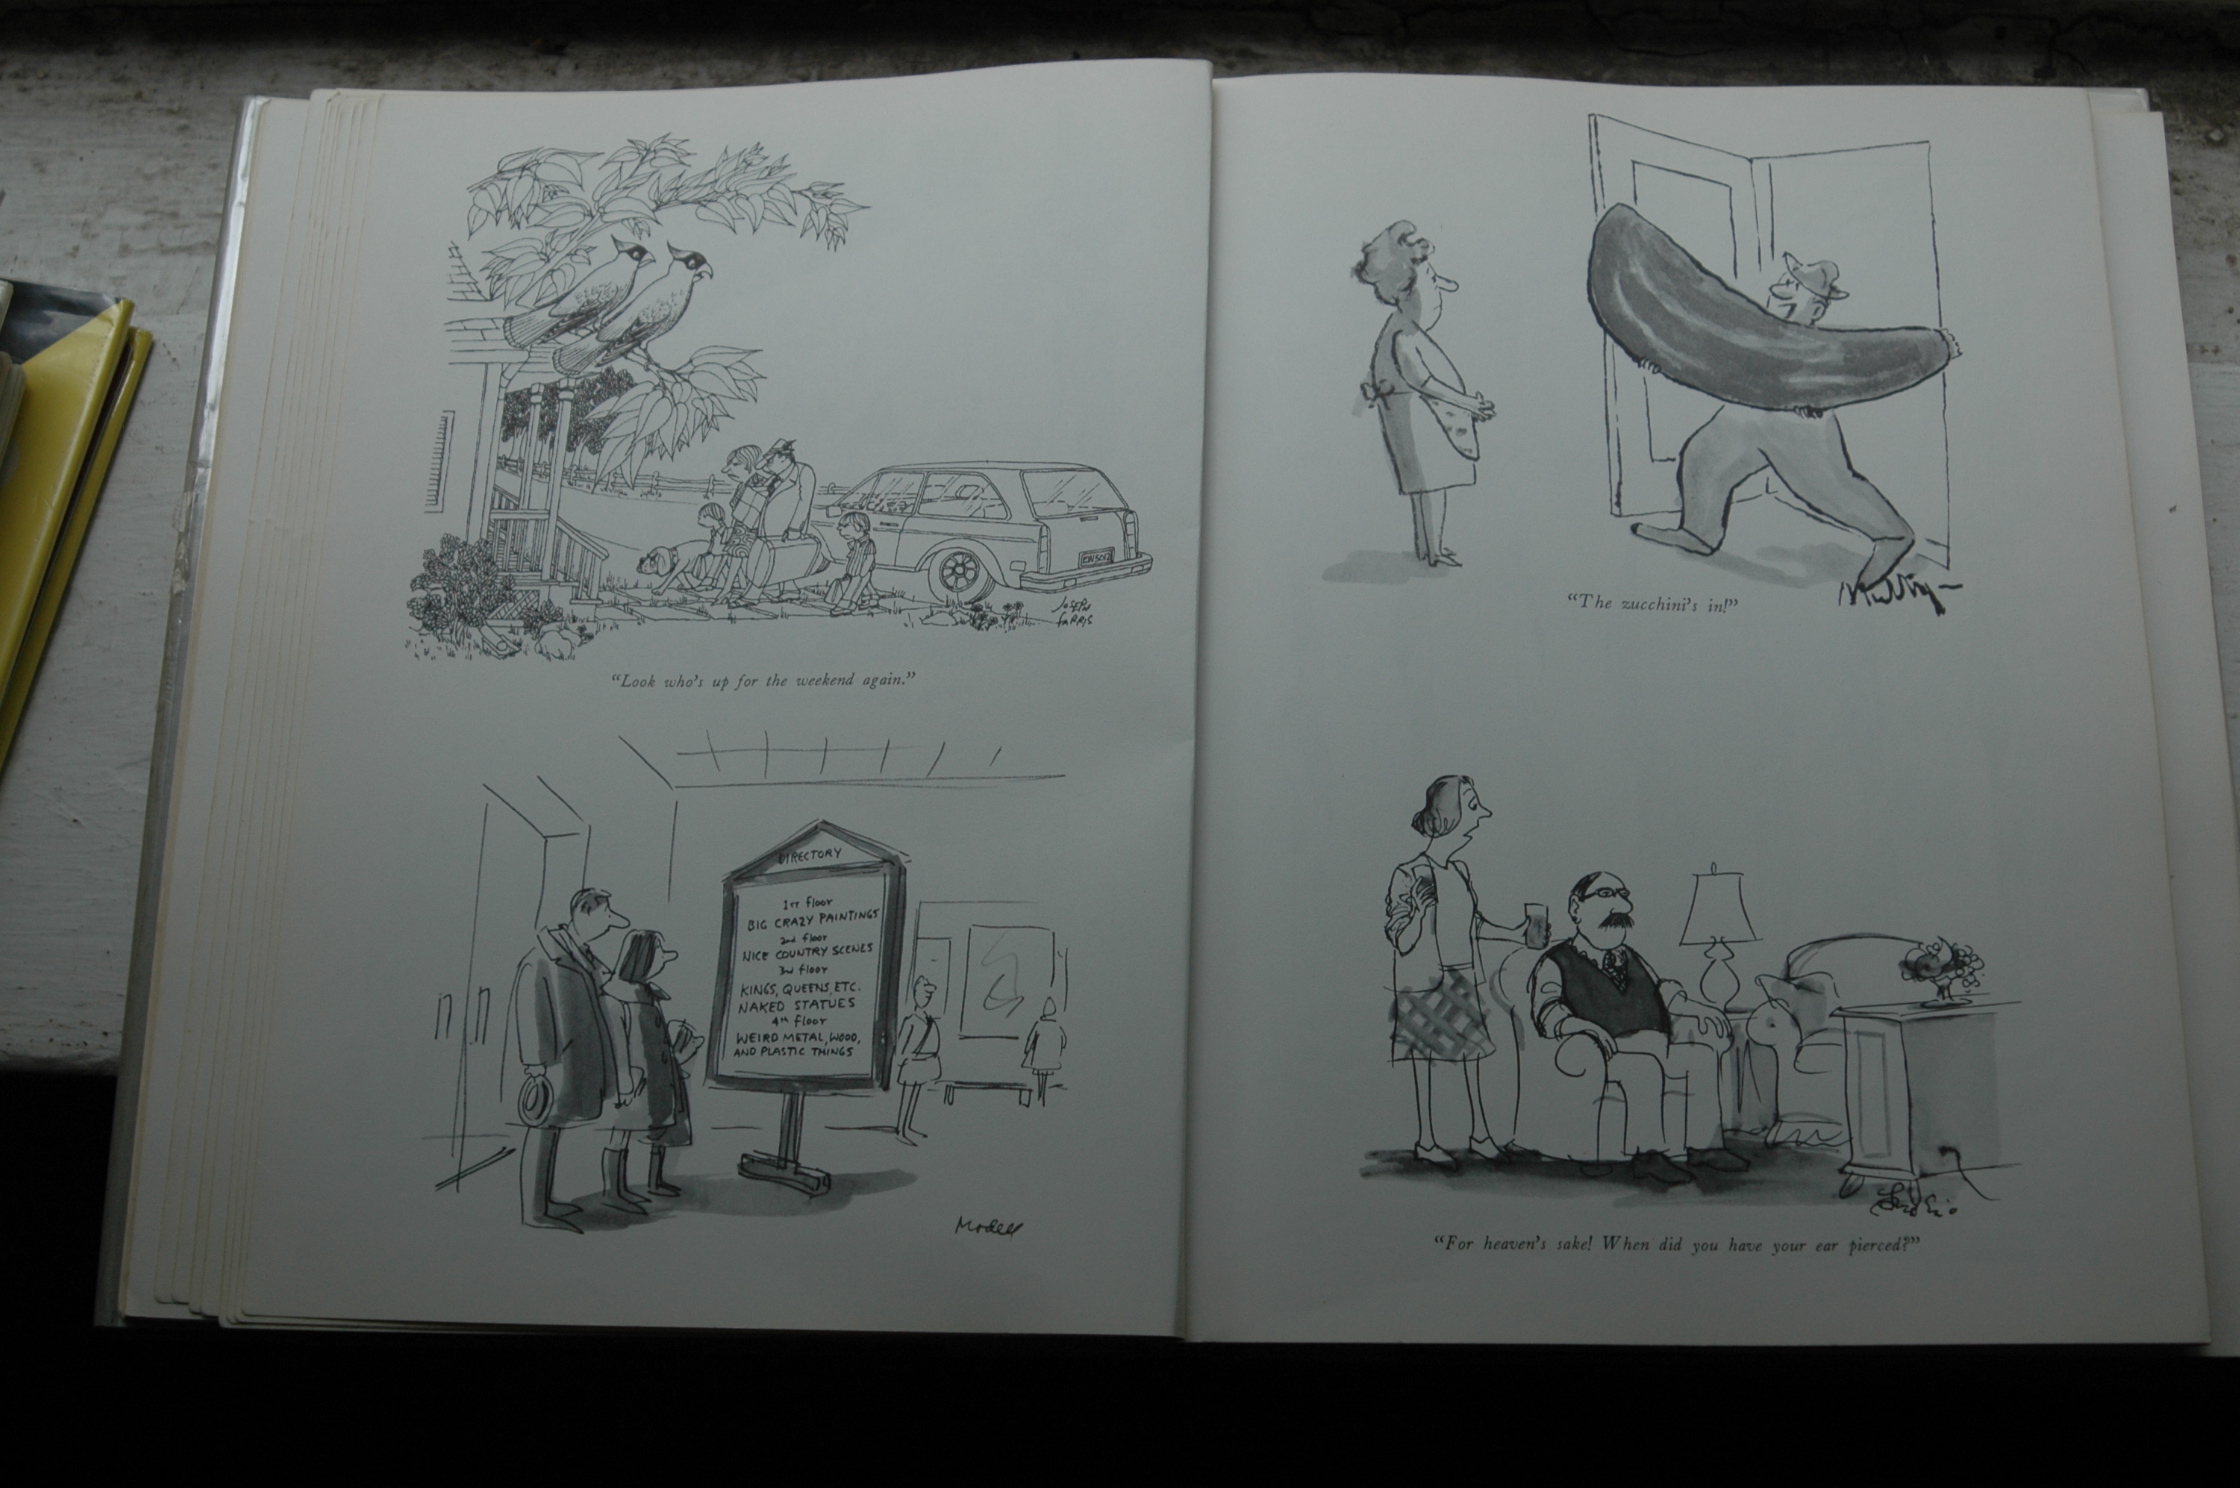 JOSEPH
FARRIS
"Look who's up for the weekend again."
DIRECTORY
1ST floor
BIG CRAZY PAINTINGS
2nd floor
NICE COUNTRY SCENES
3rd floor
KINGS, QUEENS, ETC.
NAKED STATUES
4th floor
WEIRD METAL, WOOD,
AND PLASTIC THINGS
Modell
"The zucchini's in!"
"For heaven's sake! When did you have your ear pierced?"